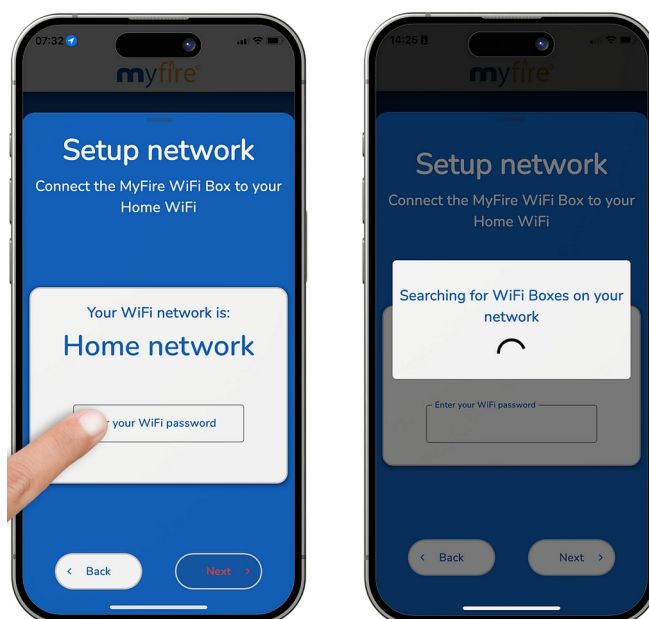 07:32
myfire®
Setup network
Connect the MyFire WiFi Box to your
Home WiFi
Your WiFi network is:
Home network
your WiFi password
Back
Next
14:25
myfire®
Setup network
Connect the MyFire WiFi Box to your
Home WiFi
Searching for WiFi Boxes on your
network
Enter your WiFi password
Back
Next